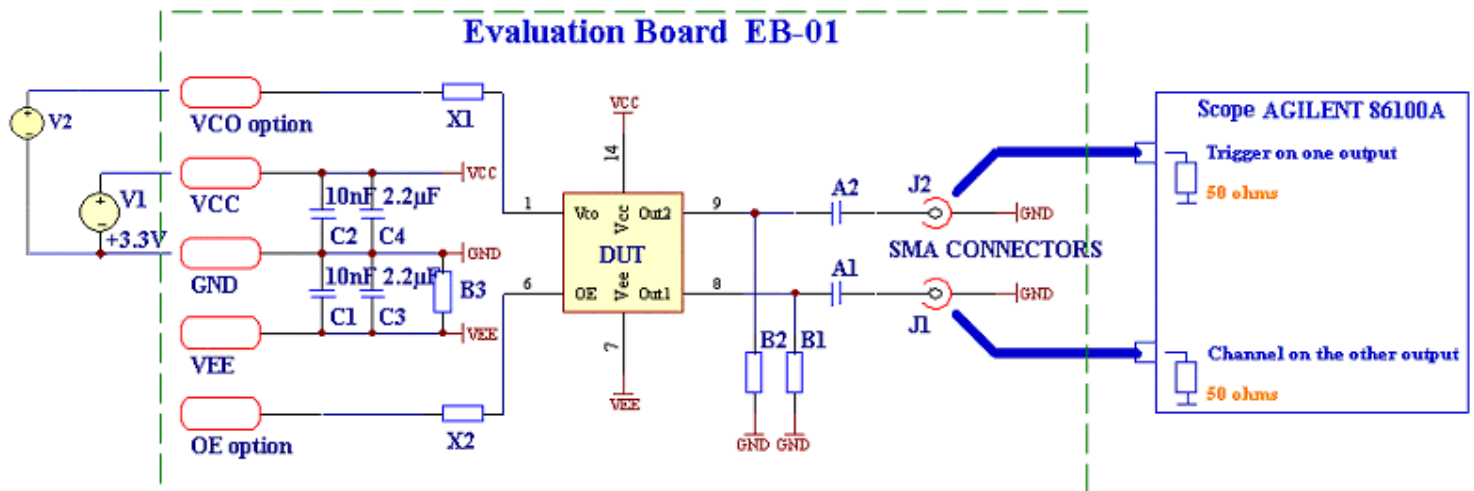 Evaluation Board EB-01
V2
VCO option
X1
VCC
14
Scope AGILENT 86100A
Trigger on one output
50 ohms
V1
+3.3V
VCC
10nF 2.2µF
C2 C4
VCC
1
Vco
Vcc
Out2
9
A2
J2
GND
GND
10nF 2.2µF
C1 C3
GND
B3
6
OE
DUT
Vee
Out1
8
A1
SMA CONNECTORS
GND
J1
VEE
VEE
7
VEE
B2 B1
GND GND
Channel on the other output
50 ohms
OE option
X2